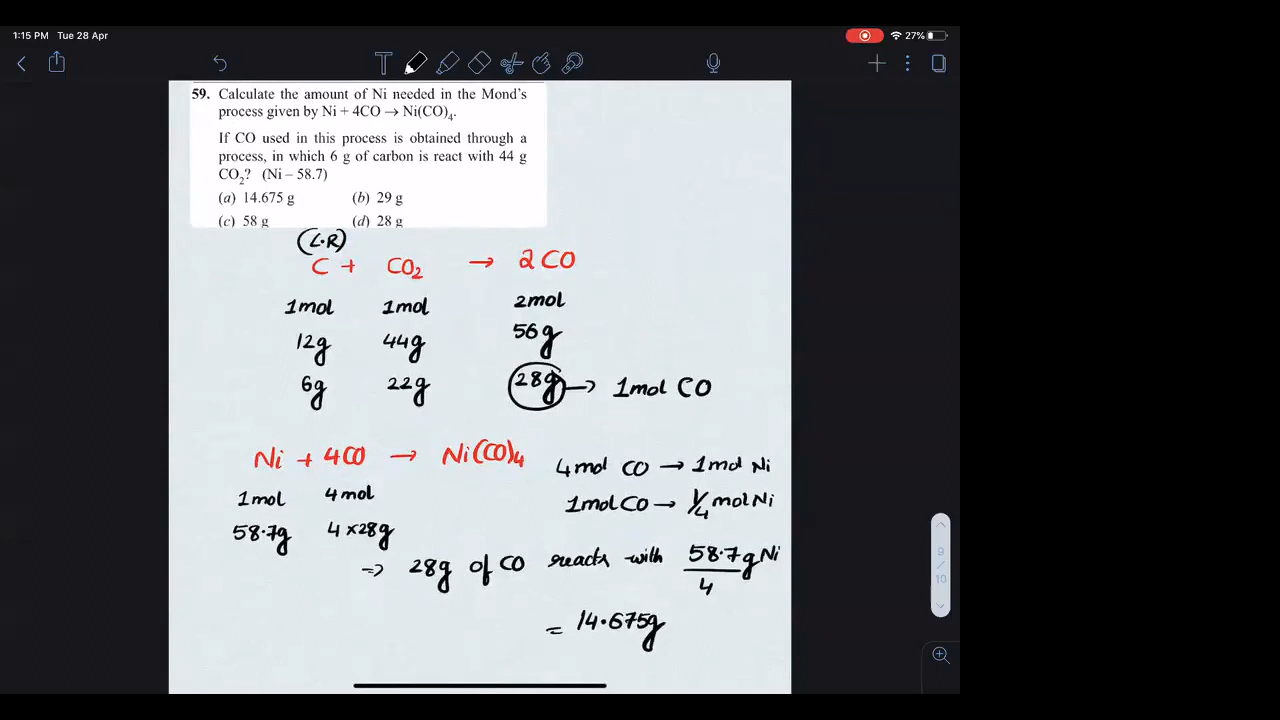 1:15 PM Tue 28 Apr
27%
T
59. Calculate the amount of Ni needed in the Mond's
process given by Ni + 4CO → Ni(CO)₄.
If CO used in this process is obtained through a
process, in which 6 g of carbon is react with 44 g
CO₂? (Ni – 58.7)
(a) 14.675 g (b) 29 g
(c) 58 g (d) 28 g
(L.R)
C + CO₂ → 2CO
1mol 1mol 2mol
12g 44g 56g
6g 22g 28g → 1mol CO
Ni + 4CO → Ni(CO)₄
1mol 4mol
58.7g 4×28g
4mol CO → 1mol Ni
1mol CO → 1/4 mol Ni
⇒ 28g of CO reacts with 58.7/4 g Ni
= 14.675g
9
/
10